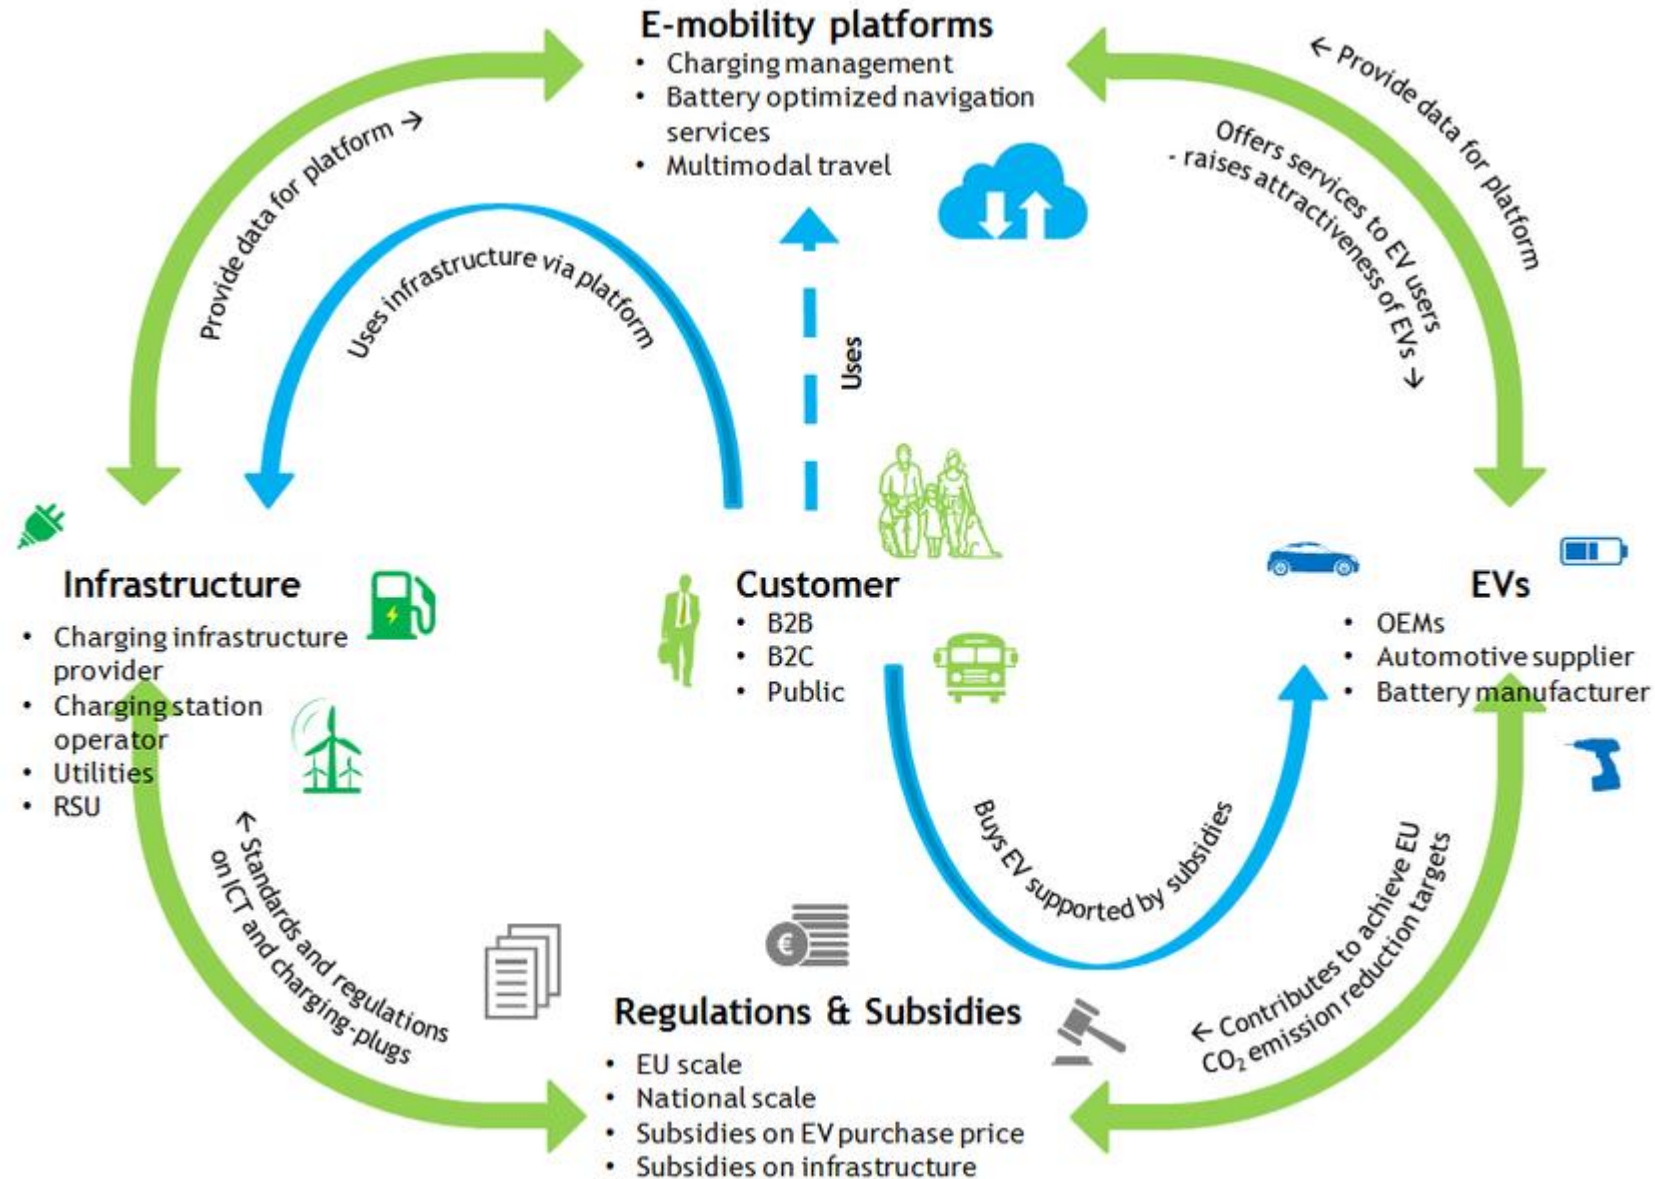 E-mobility platforms
• Charging management
• Battery optimized navigation
services
• Multimodal travel
Provide data for platform →
Uses infrastructure via platform
Uses
← Provide data for platform
Offers services to EV users
- raises attractiveness of EVs →
Infrastructure
• Charging infrastructure
provider
• Charging station
operator
• Utilities
• RSU
Customer
• B2B
• B2C
• Public
EVs
• OEMs
• Automotive supplier
• Battery manufacturer
← Standards and regulations
on ICT and charging-plugs
Buys EV supported by subsidies
← Contributes to achieve EU
CO₂ emission reduction targets
€
Regulations & Subsidies
• EU scale
• National scale
• Subsidies on EV purchase price
• Subsidies on infrastructure